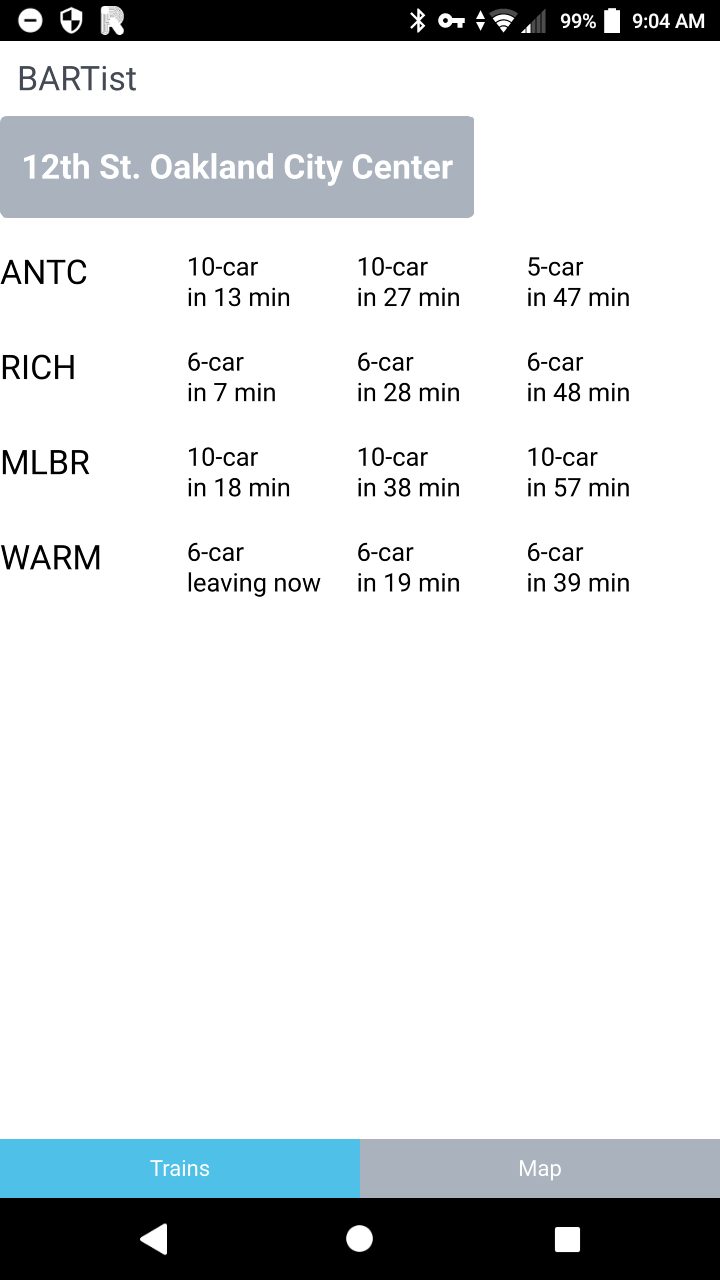 99% 9:04 AM
BARTist
12th St. Oakland City Center
ANTC 10-car 10-car 5-car
in 13 min in 27 min in 47 min
RICH 6-car 6-car 6-car
in 7 min in 28 min in 48 min
MLBR 10-car 10-car 10-car
in 18 min in 38 min in 57 min
WARM 6-car 6-car 6-car
leaving now in 19 min in 39 min
Trains Map